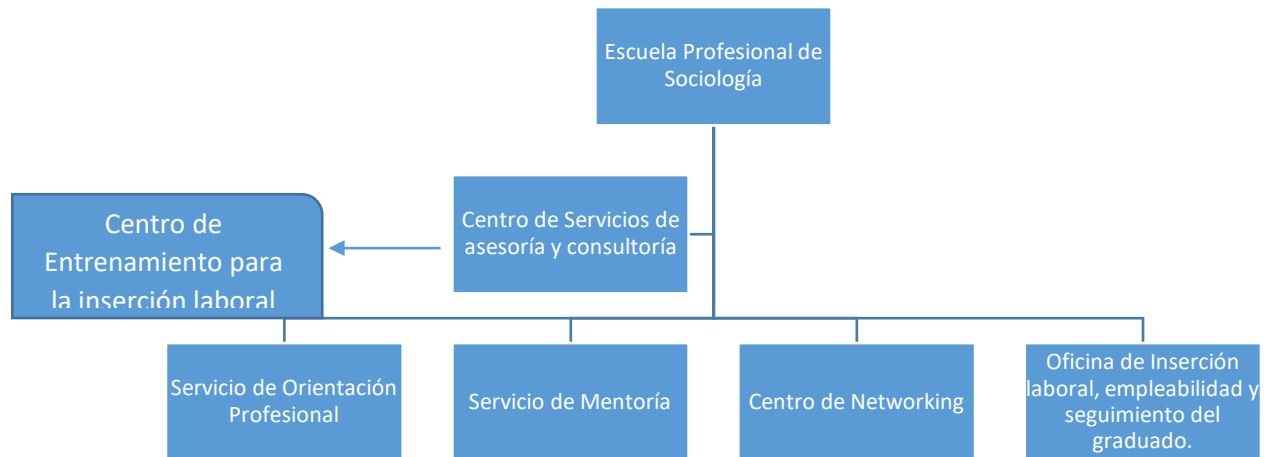 Escuela Profesional de
Sociología
Centro de Servicios de
asesoría y consultoría
Centro de
Entrenamiento para
la inserción laboral
Servicio de Orientación
Profesional
Servicio de Mentoría
Centro de Networking
Oficina de Inserción
laboral, empleabilidad y
seguimiento del
graduado.